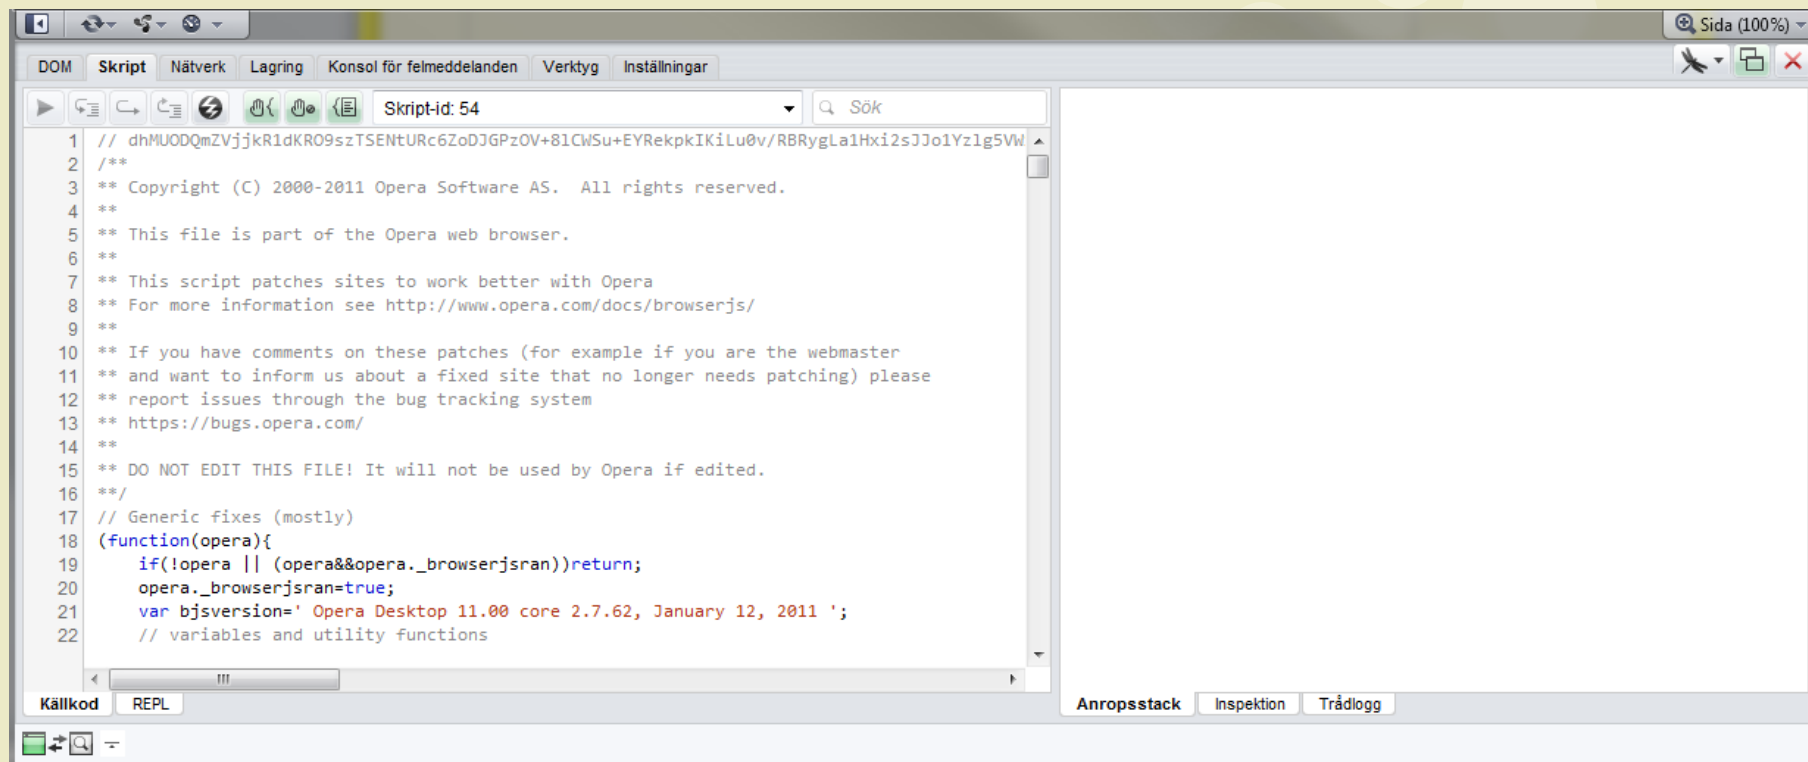 Sida (100%)
DOM Skript Nätverk Lagring Konsol för felmeddelanden Verktyg Inställningar
Skript-id: 54 Sök
1 // dhMUODQmZVjjkR1dKRO9szTSENtURc6ZoDJGPzOV+8lCWSu+EYRekpkIKiLu0v/RBRygLa1Hxi2sJJo1Yzlg5VW
2 /**
3 ** Copyright (C) 2000-2011 Opera Software AS.  All rights reserved.
4 **
5 ** This file is part of the Opera web browser.
6 **
7 ** This script patches sites to work better with Opera
8 ** For more information see http://www.opera.com/docs/browserjs/
9 **
10 ** If you have comments on these patches (for example if you are the webmaster
11 ** and want to inform us about a fixed site that no longer needs patching) please
12 ** report issues through the bug tracking system
13 ** https://bugs.opera.com/
14 **
15 ** DO NOT EDIT THIS FILE! It will not be used by Opera if edited.
16 **/
17 // Generic fixes (mostly)
18 (function(opera){
19     if(!opera || (opera&&opera._browserjsran))return;
20     opera._browserjsran=true;
21     var bjsversion=' Opera Desktop 11.00 core 2.7.62, January 12, 2011 ';
22     // variables and utility functions
Källkod REPL
Anropsstack Inspektion Trådlogg